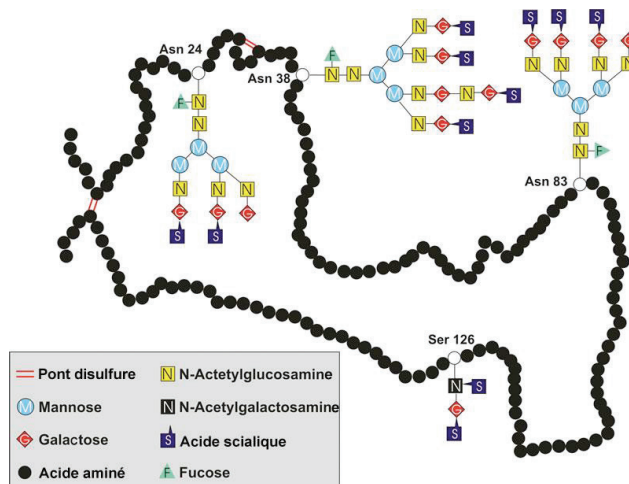 Asn 24
F
N
N
M
M
M
N
N
N
G
G
G
S
S
Asn 38
F
N
N
M
M
M
N
G
S
N
G
S
N
G
N
G
S
N
G
S
S
S
S
G
G
G
G
N
N
N
N
M
M
M
N
N
F
Asn 83
Ser 126
N
S
G
S
Pont disulfure
N
N-Actetylglucosamine
M
Mannose
N
N-Acetylgalactosamine
G
Galactose
S
Acide scialique
Acide aminé
F
Fucose